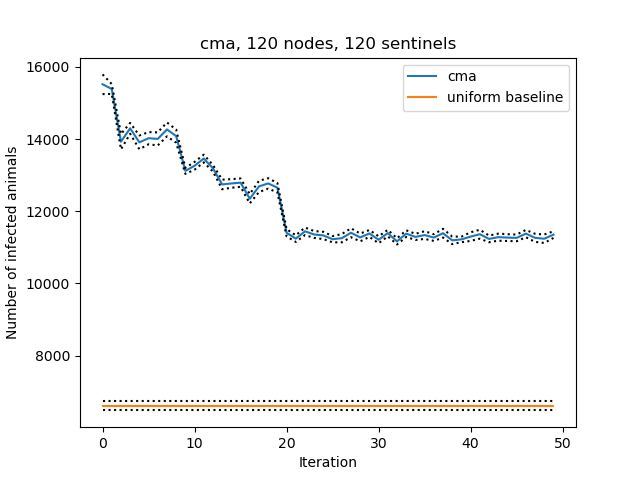 cma, 120 nodes, 120 sentinels
cma
uniform baseline
Number of infected animals
16000
14000
12000
10000
8000
0 10 20 30 40 50
Iteration